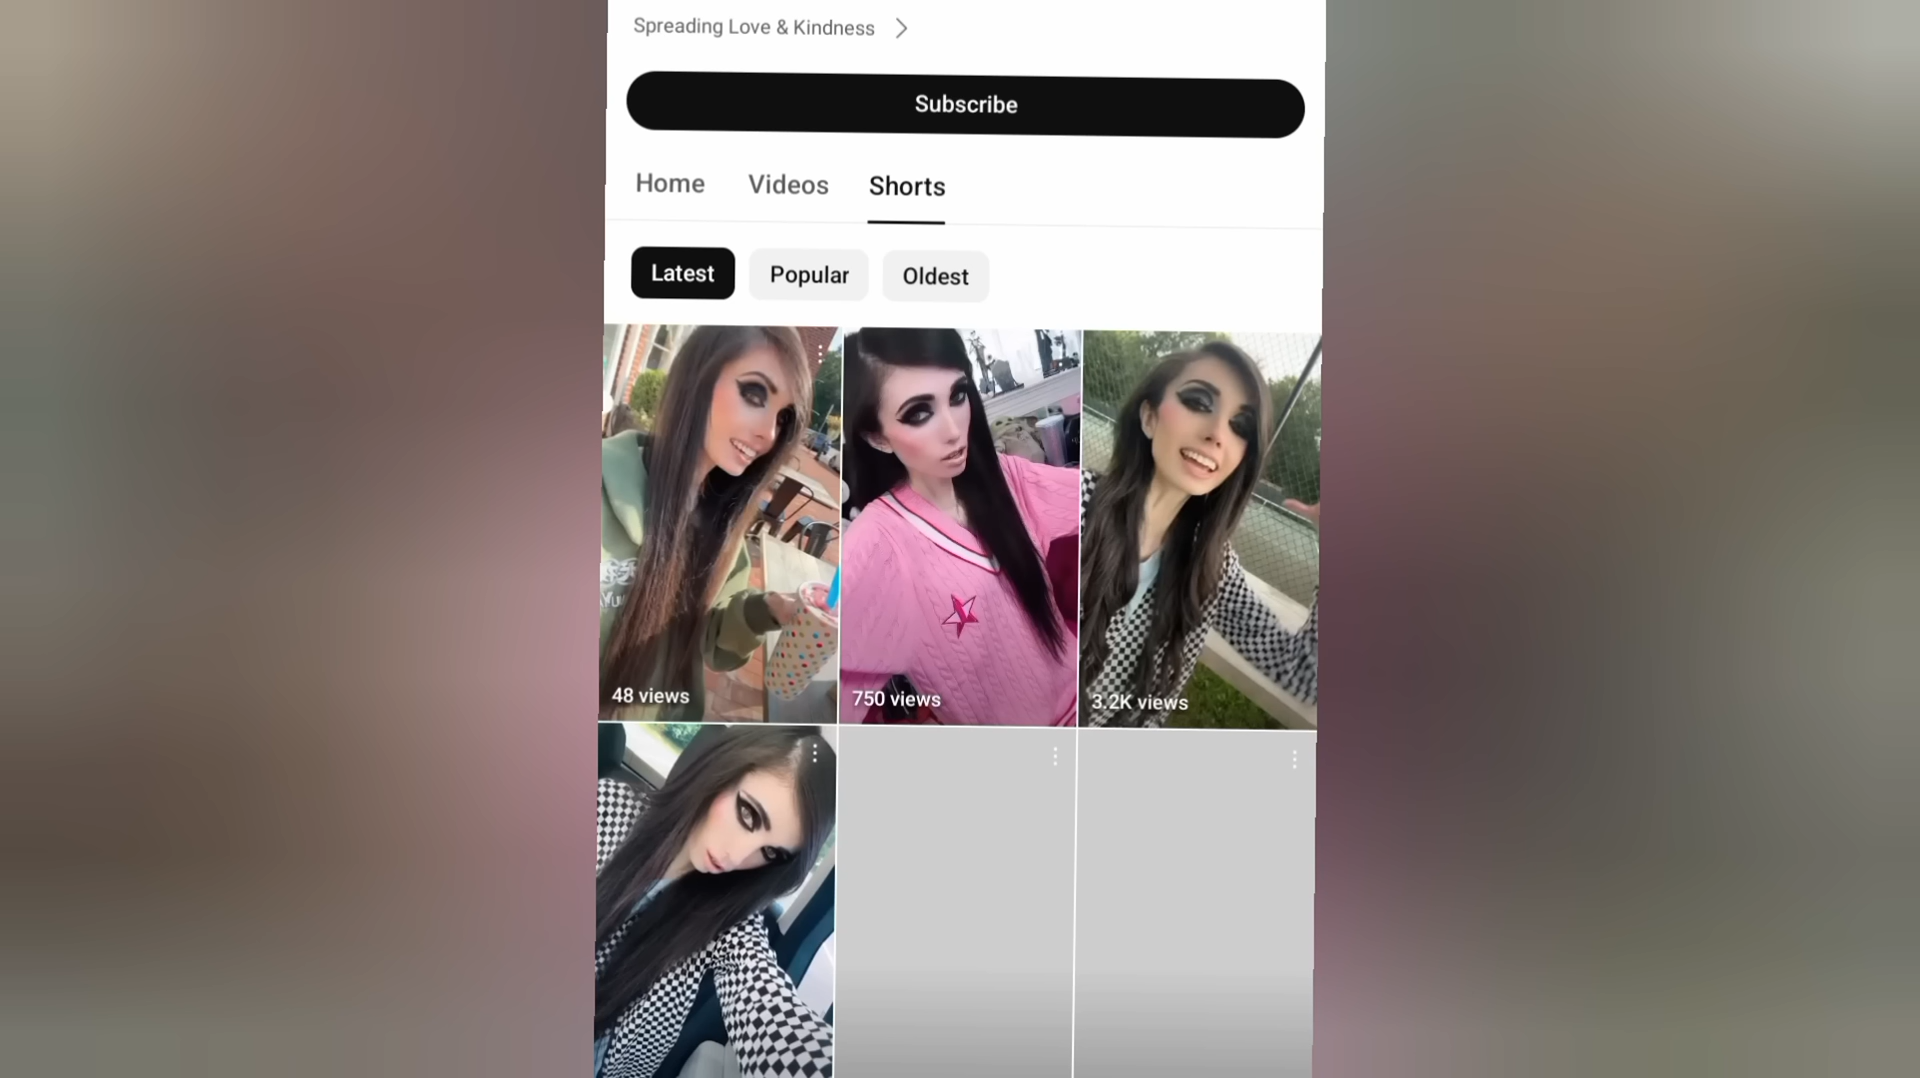 Spreading Love & Kindness
Subscribe
Home Videos Shorts
Latest Popular Oldest
48 views 750 views 3.2K views